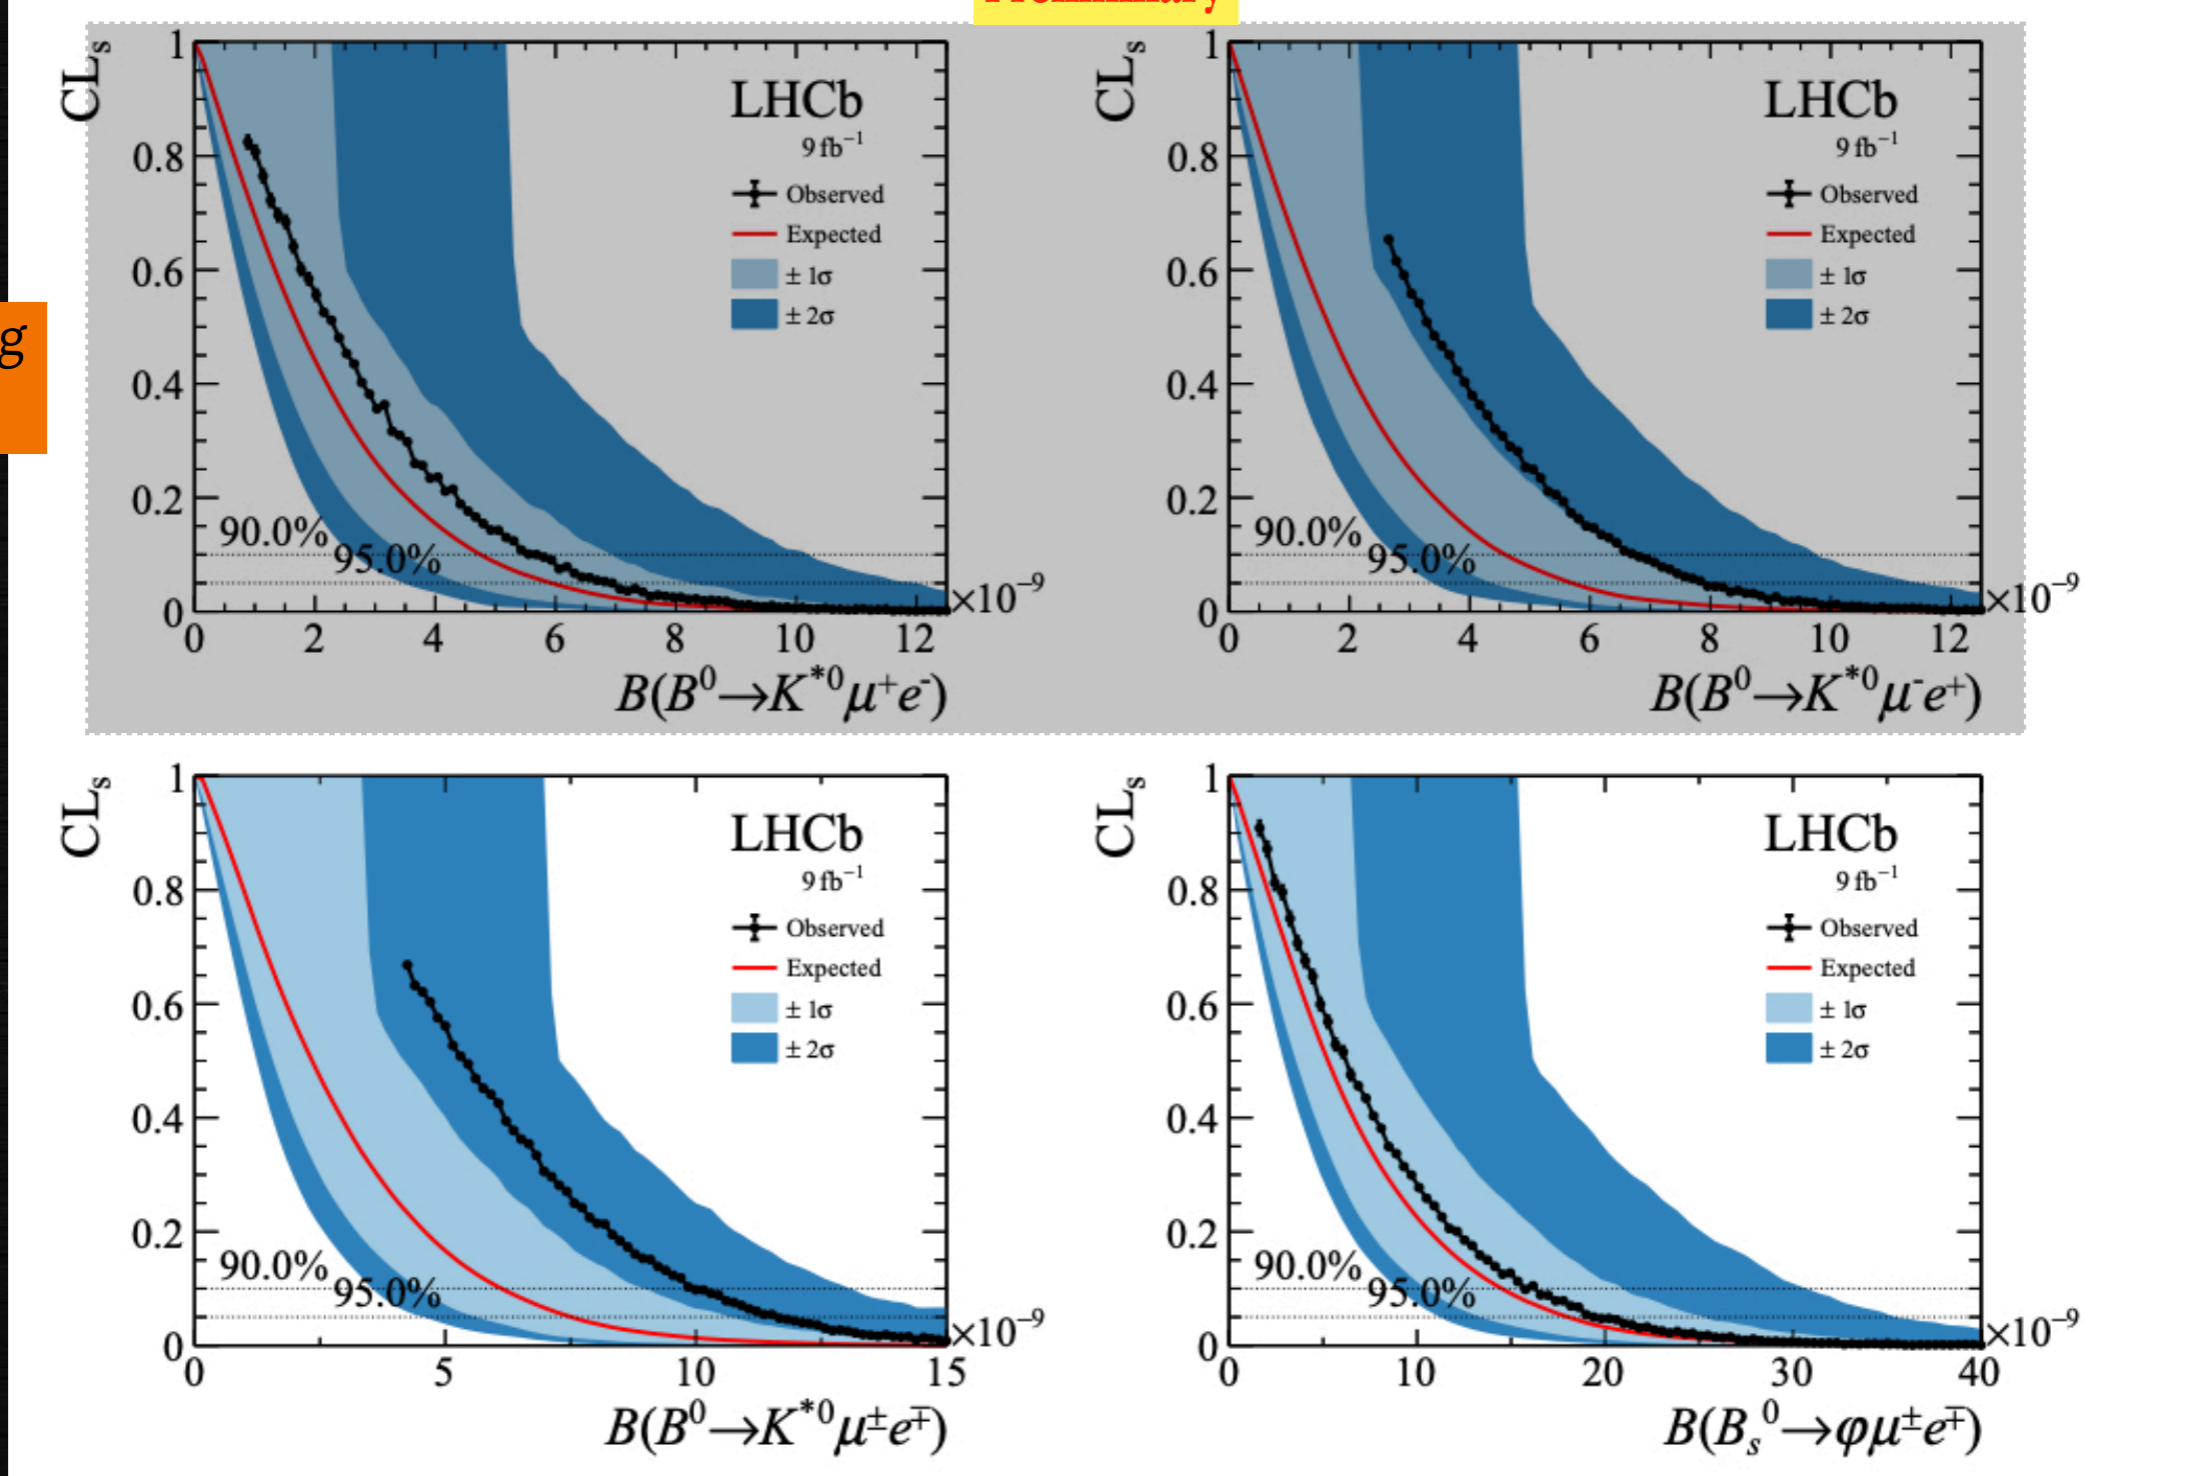 Preliminary
g
CLs
1
0.8
0.6
0.4
0.2
0
LHCb
9 fb⁻¹
Observed
Expected
± 1σ
± 2σ
90.0%
95.0%
0 2 4 6 8 10 12
×10⁻⁹
B(B⁰→K*⁰μ⁺e⁻)
CLs
1
0.8
0.6
0.4
0.2
0
LHCb
9 fb⁻¹
Observed
Expected
± 1σ
± 2σ
90.0%
95.0%
0 2 4 6 8 10 12
×10⁻⁹
B(B⁰→K*⁰μ⁻e⁺)
CLs
1
0.8
0.6
0.4
0.2
0
LHCb
9 fb⁻¹
Observed
Expected
± 1σ
± 2σ
90.0%
95.0%
0 5 10 15
×10⁻⁹
B(B⁰→K*⁰μ±e∓)
CLs
1
0.8
0.6
0.4
0.2
0
LHCb
9 fb⁻¹
Observed
Expected
± 1σ
± 2σ
90.0%
95.0%
0 10 20 30 40
×10⁻⁹
B(Bs⁰→φμ±e∓)